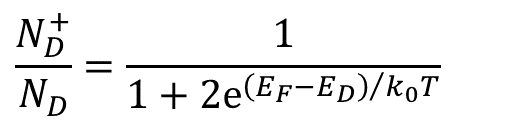 N_D^+/N_D = 1/(1 + 2e^{(E_F−E_D)/k_0T})